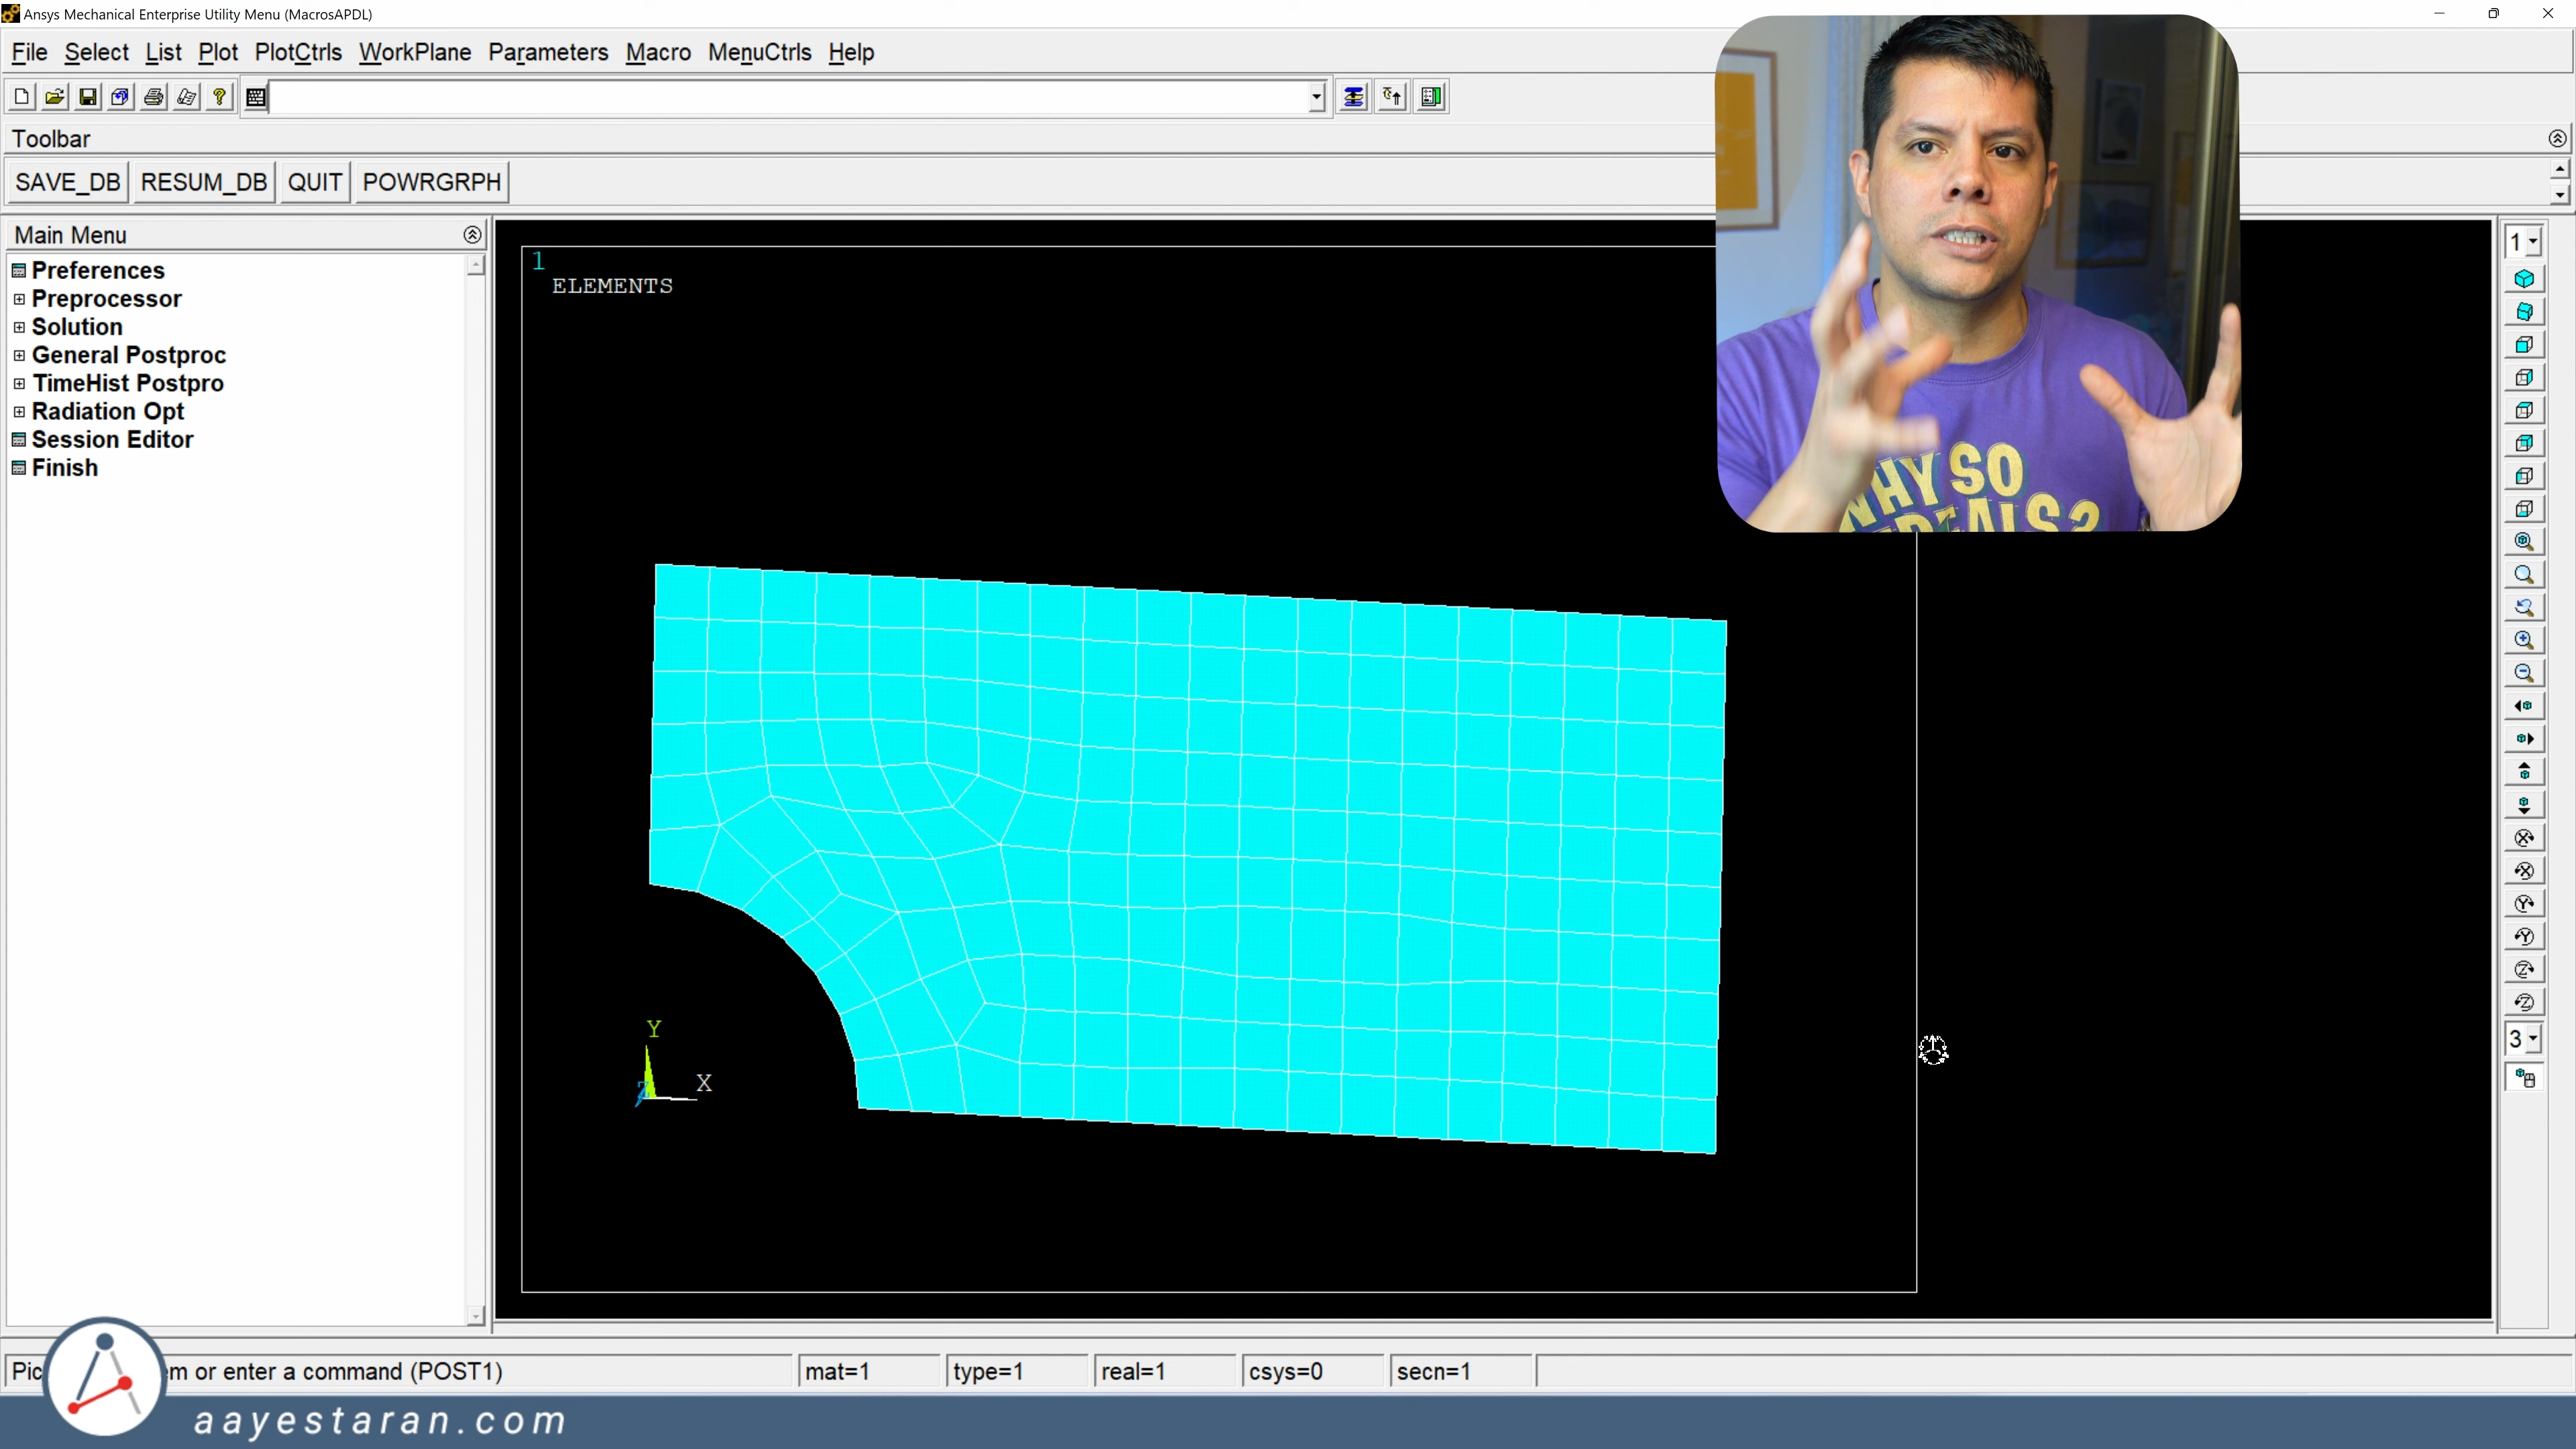 Ansys Mechanical Enterprise Utility Menu (MacrosAPDL)
File Select List Plot PlotCtrls WorkPlane Parameters Macro MenuCtrls Help
Toolbar
SAVE_DB RESUM_DB QUIT POWRGRPH
Main Menu
Preferences
Preprocessor
Solution
General Postproc
TimeHist Postpro
Radiation Opt
Session Editor
Finish
1
ELEMENTS
Y
X
Z
WHY SO
1
3
Pic m or enter a command (POST1) mat=1 type=1 real=1 csys=0 secn=1
aayestaran.com